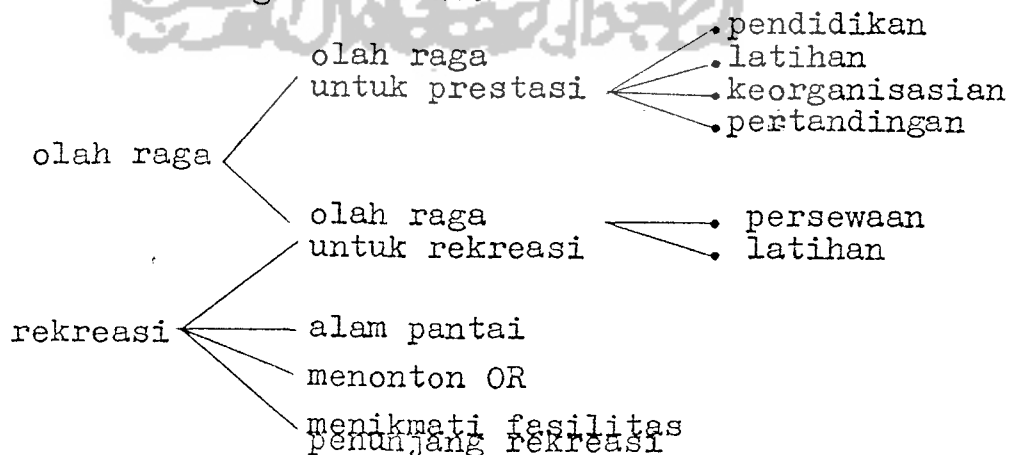 pendidikan
olah raga
latihan
untuk prestasi
keorganisasian
pertandingan
olah raga
olah raga
persewaan
untuk rekreasi
latihan
rekreasi
alam pantai
menonton OR
menikmati fasilitas
penunjang rekreasi